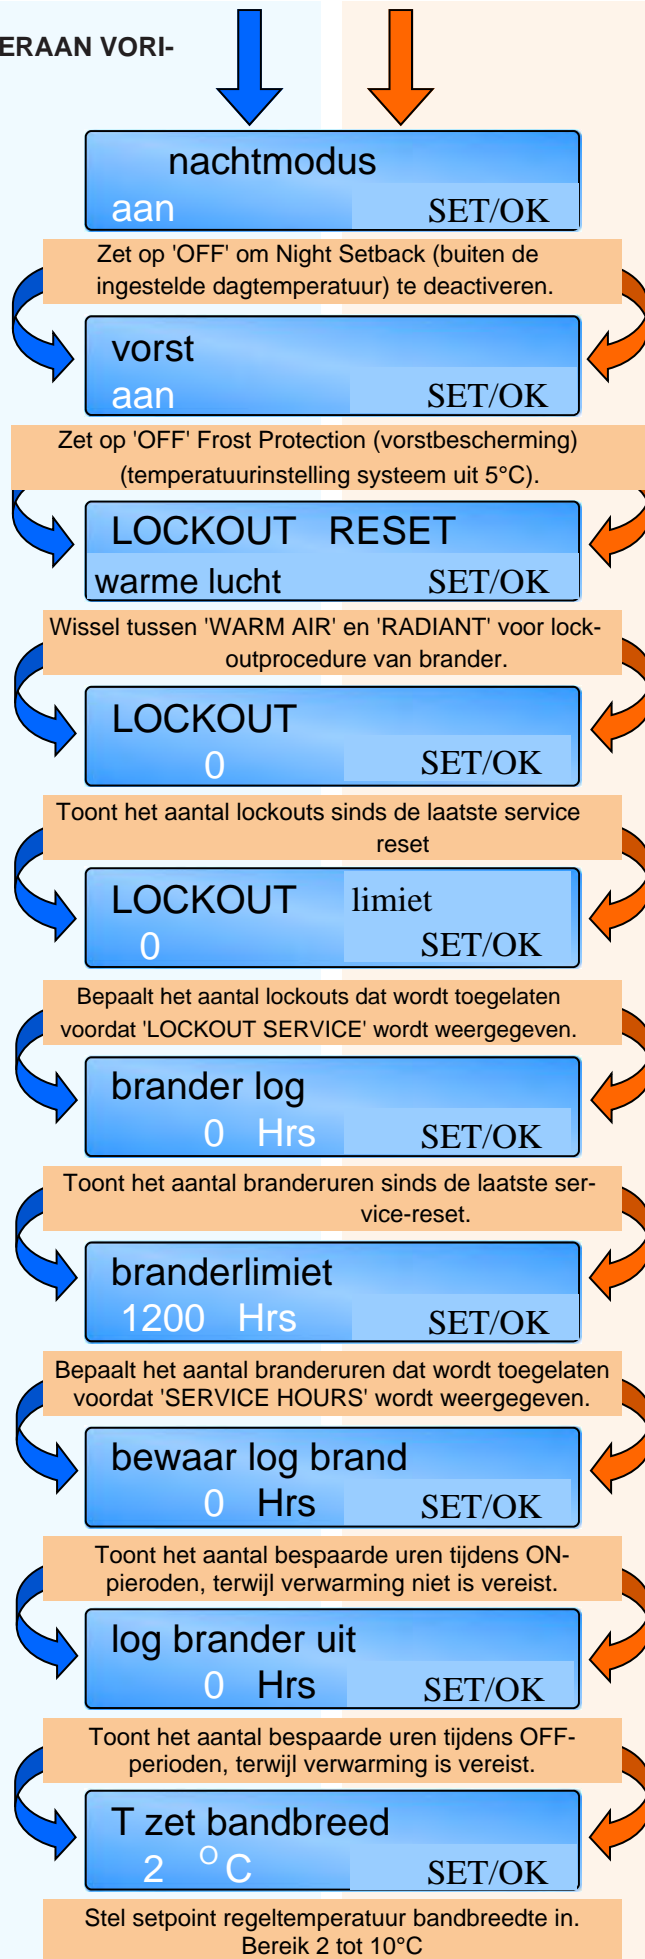 ERAAN VORI-
nachtmodus
aan SET/OK
Zet op 'OFF' om Night Setback (buiten de
ingestelde dagtemperatuur) te deactiveren.
vorst
aan SET/OK
Zet op 'OFF' Frost Protection (vorstbescherming)
(temperatuurinstelling systeem uit 5°C).
LOCKOUT RESET
warme lucht SET/OK
Wissel tussen 'WARM AIR' en 'RADIANT' voor lock-
outprocedure van brander.
LOCKOUT
0 SET/OK
Toont het aantal lockouts sinds de laatste service
reset
LOCKOUT limiet
0 SET/OK
Bepaalt het aantal lockouts dat wordt toegelaten
voordat 'LOCKOUT SERVICE' wordt weergegeven.
brander log
0 Hrs SET/OK
Toont het aantal branderuren sinds de laatste ser-
vice-reset.
branderlimiet
1200 Hrs SET/OK
Bepaalt het aantal branderuren dat wordt toegelaten
voordat 'SERVICE HOURS' wordt weergegeven.
bewaar log brand
0 Hrs SET/OK
Toont het aantal bespaarde uren tijdens ON-
pieroden, terwijl verwarming niet is vereist.
log brander uit
0 Hrs SET/OK
Toont het aantal bespaarde uren tijdens OFF-
perioden, terwijl verwarming is vereist.
T zet bandbreed
2 °C SET/OK
Stel setpoint regeltemperatuur bandbreedte in.
Bereik 2 tot 10°C